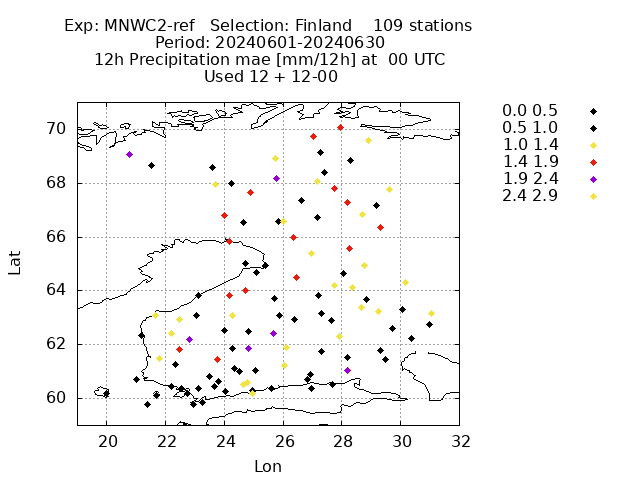 Exp: MNWC2-ref   Selection: Finland    109 stations
Period: 20240601-20240630
12h Precipitation mae [mm/12h] at  00 UTC
Used 12 + 12-00
0.0 0.5
0.5 1.0
1.0 1.4
1.4 1.9
1.9 2.4
2.4 2.9
70
68
66
64
62
60
Lat
20 22 24 26 28 30 32
Lon